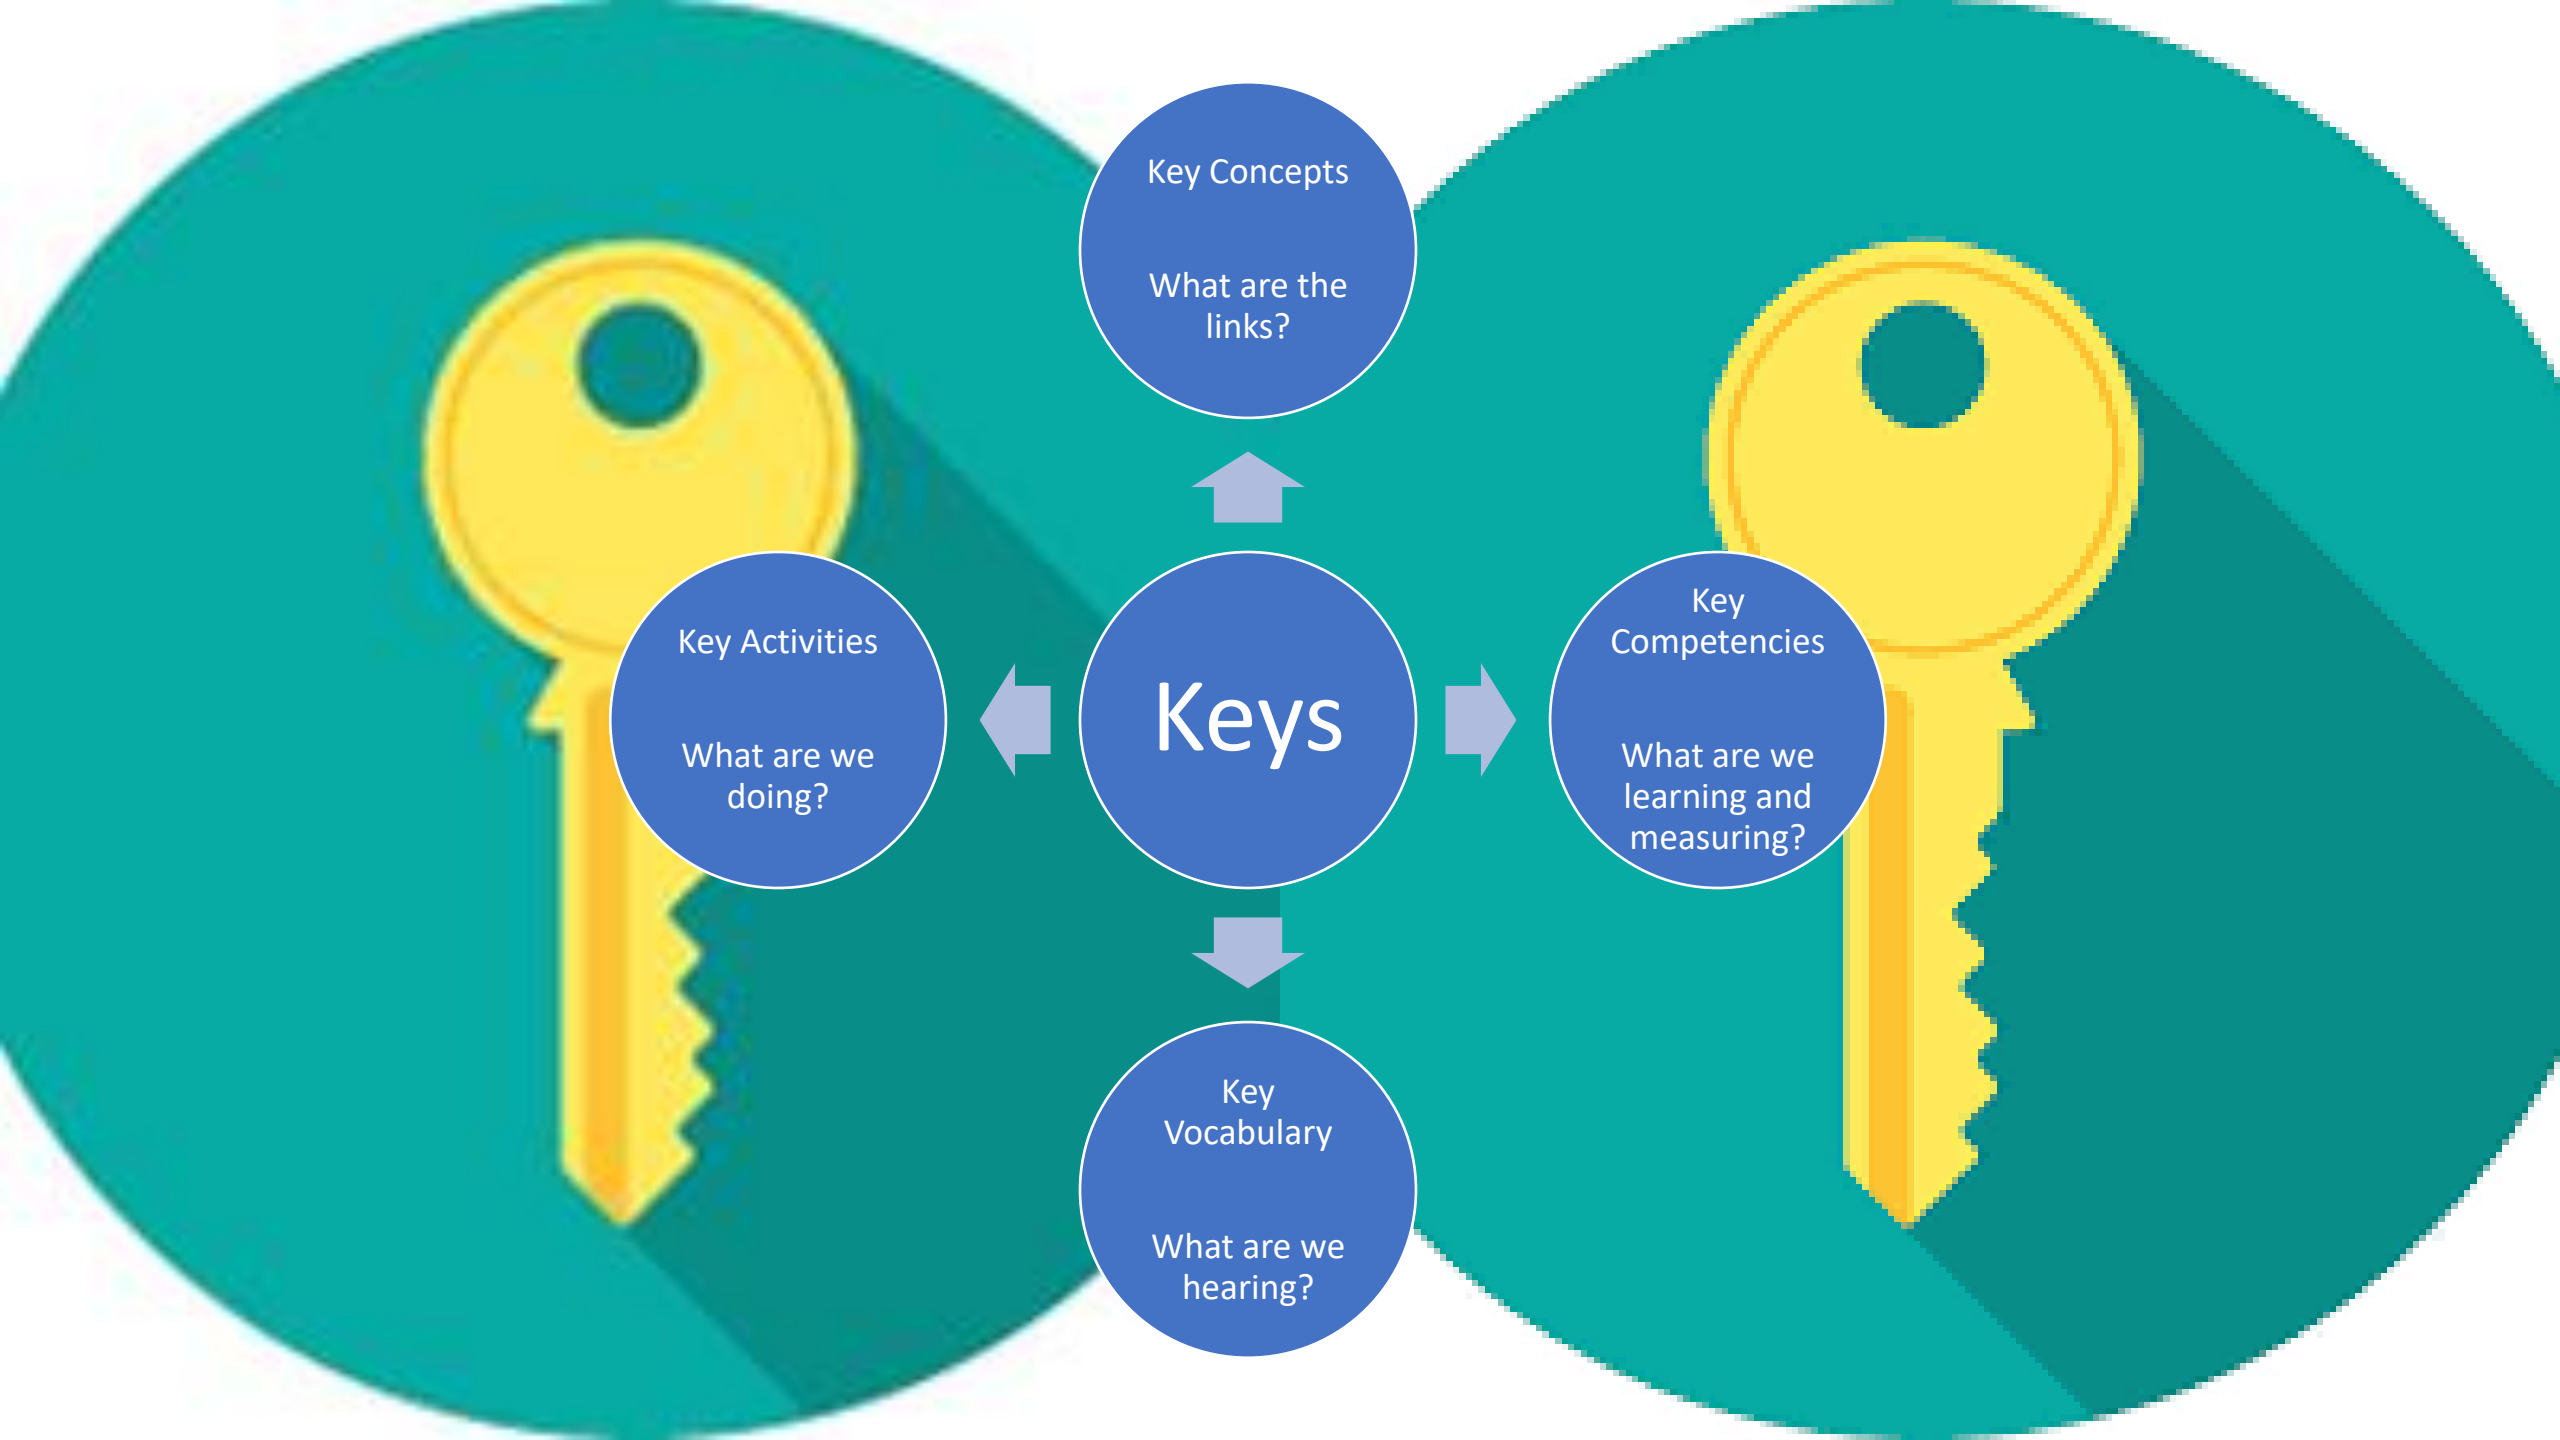 Key Concepts
What are the
links?
Key Activities
What are we
doing?
Keys
Key
Competencies
What are we
learning and
measuring?
Key
Vocabulary
What are we
hearing?